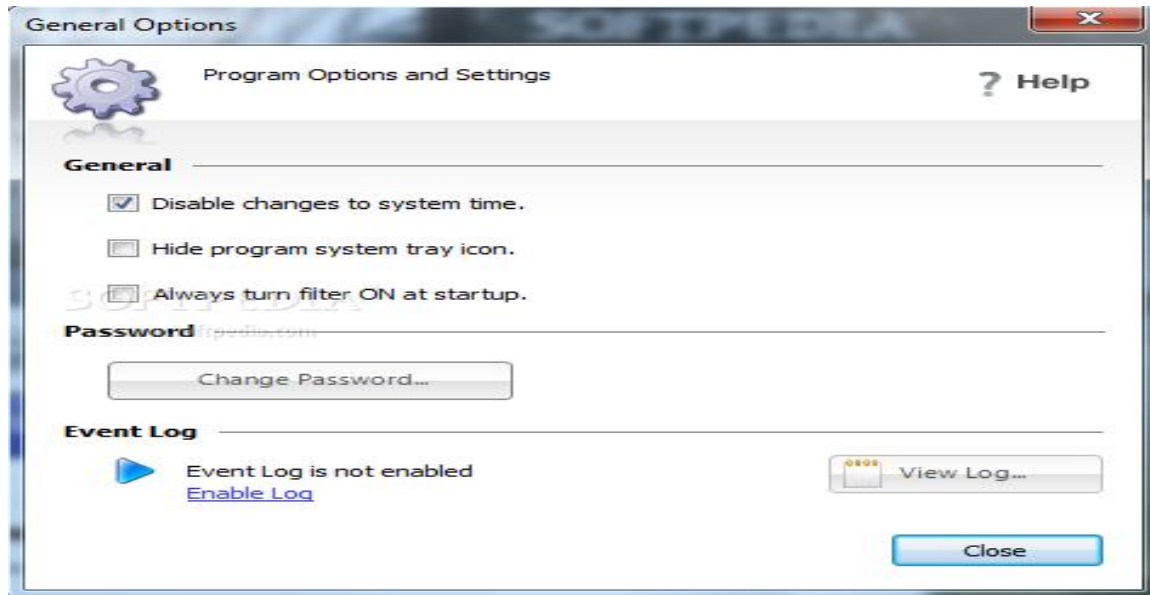 General Options
SOFTPEDIA
Program Options and Settings
? Help
General
Disable changes to system time.
Hide program system tray icon.
Always turn filter ON at startup.
SOFTPEDIA
Password
Change Password...
Event Log
Event Log is not enabled
Enable Log
View Log...
Close